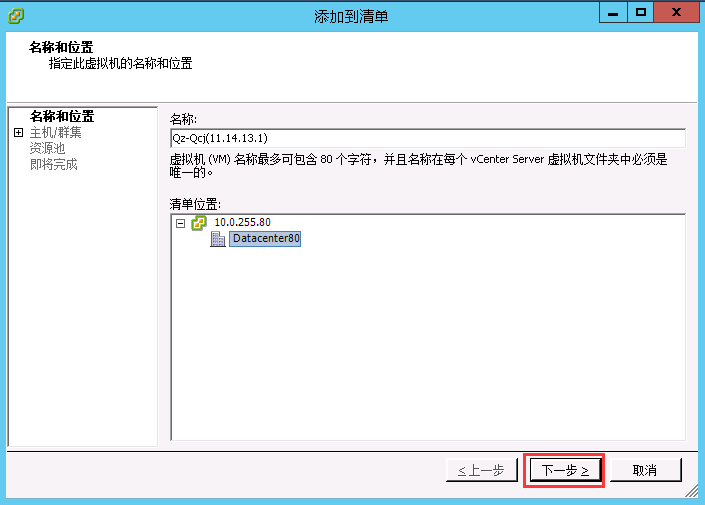 添加到清单
名称和位置
指定此虚拟机的名称和位置
名称和位置
主机/群集
资源池
即将完成
名称:
Qz-Qcj(11.14.13.1)
虚拟机 (VM) 名称最多可包含 80 个字符，并且名称在每个 vCenter Server 虚拟机文件夹中必须是
唯一的。
清单位置:
10.0.255.80
Datacenter80
≤上一步
下一步 ≥
取消